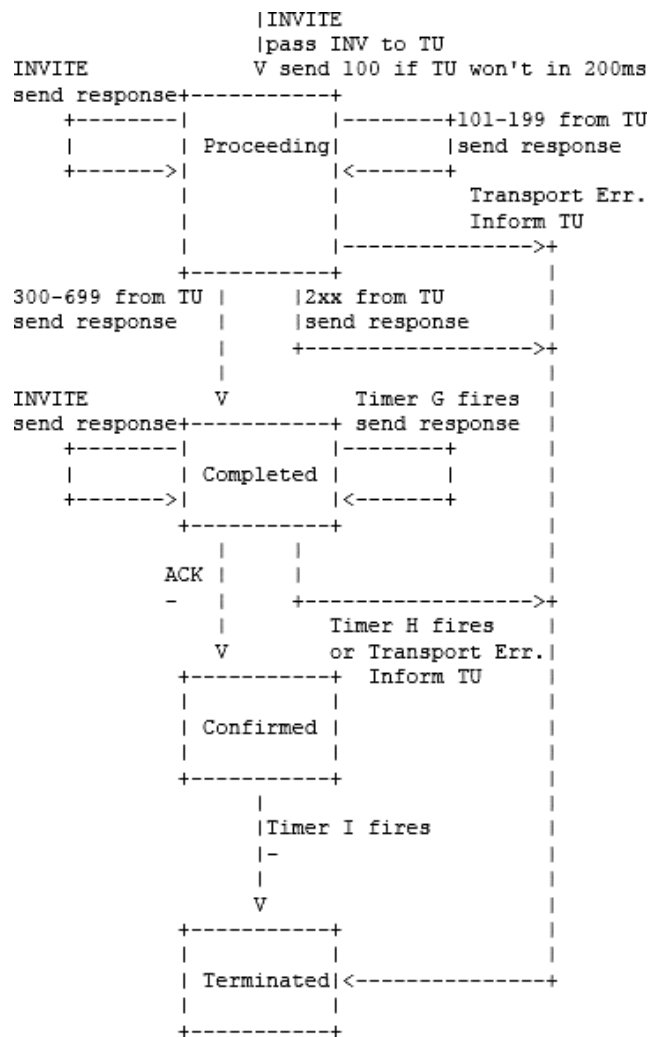 |INVITE
|pass INV to TU
INVITE V send 100 if TU won't in 200ms
send response+-----------+
+--------| |--------+101-199 from TU
| | Proceeding| |send response
+------->| |<-------+
| | Transport Err.
| | Inform TU
| |--------------->+
+-----------+ |
300-699 from TU | |2xx from TU |
send response | |send response |
| +------------------>+
| |
INVITE V Timer G fires |
send response+-----------+ send response |
+--------| |--------+ |
| | Completed | | |
+------->| |<-------+ |
+-----------+ |
| | |
ACK | | |
- | +------------------>+
| Timer H fires |
V or Transport Err.|
+-----------+ Inform TU |
| | |
| Confirmed | |
| | |
+-----------+ |
| |
|Timer I fires |
|- |
| |
V |
+-----------+ |
| | |
| Terminated|<---------------+
| |
+-----------+